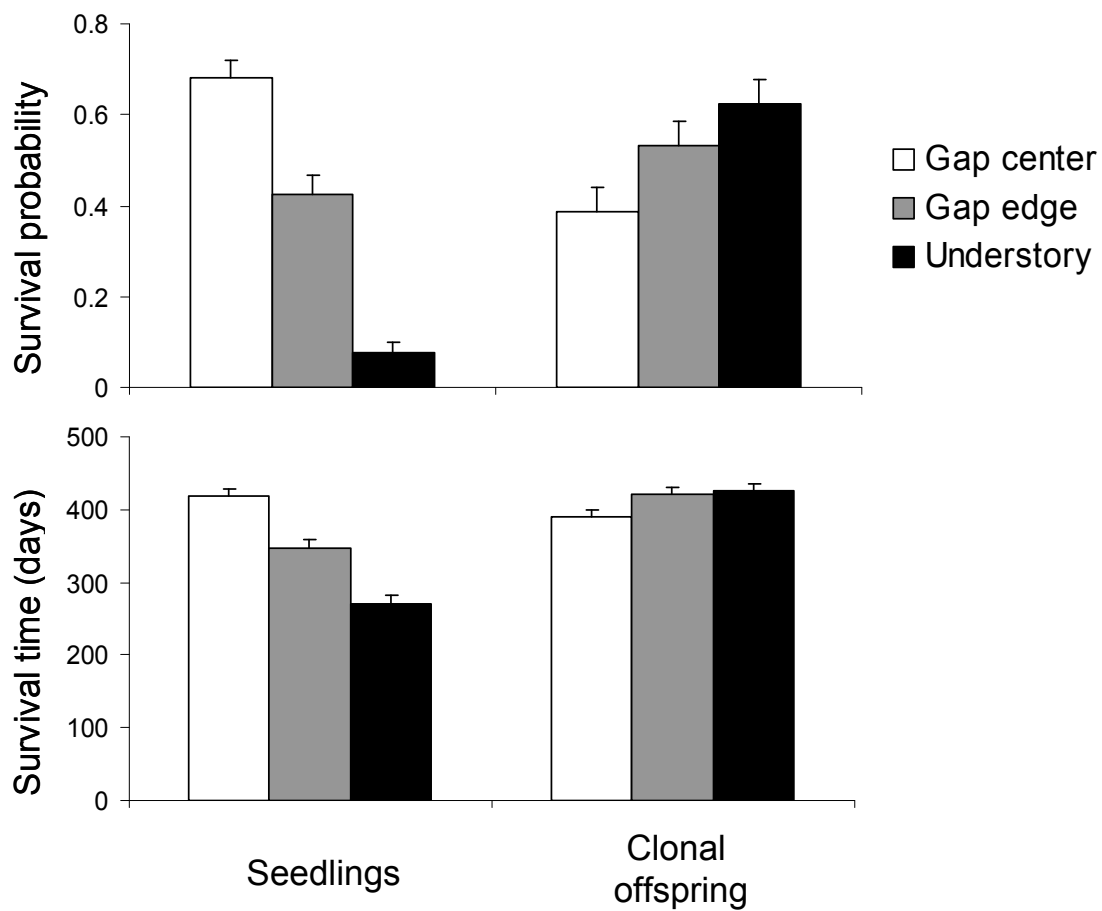 Survival probability
0.8
0.6
0.4
0.2
0
Gap center
Gap edge
Understory
Survival time (days)
500
400
300
200
100
0
Seedlings
Clonal
offspring